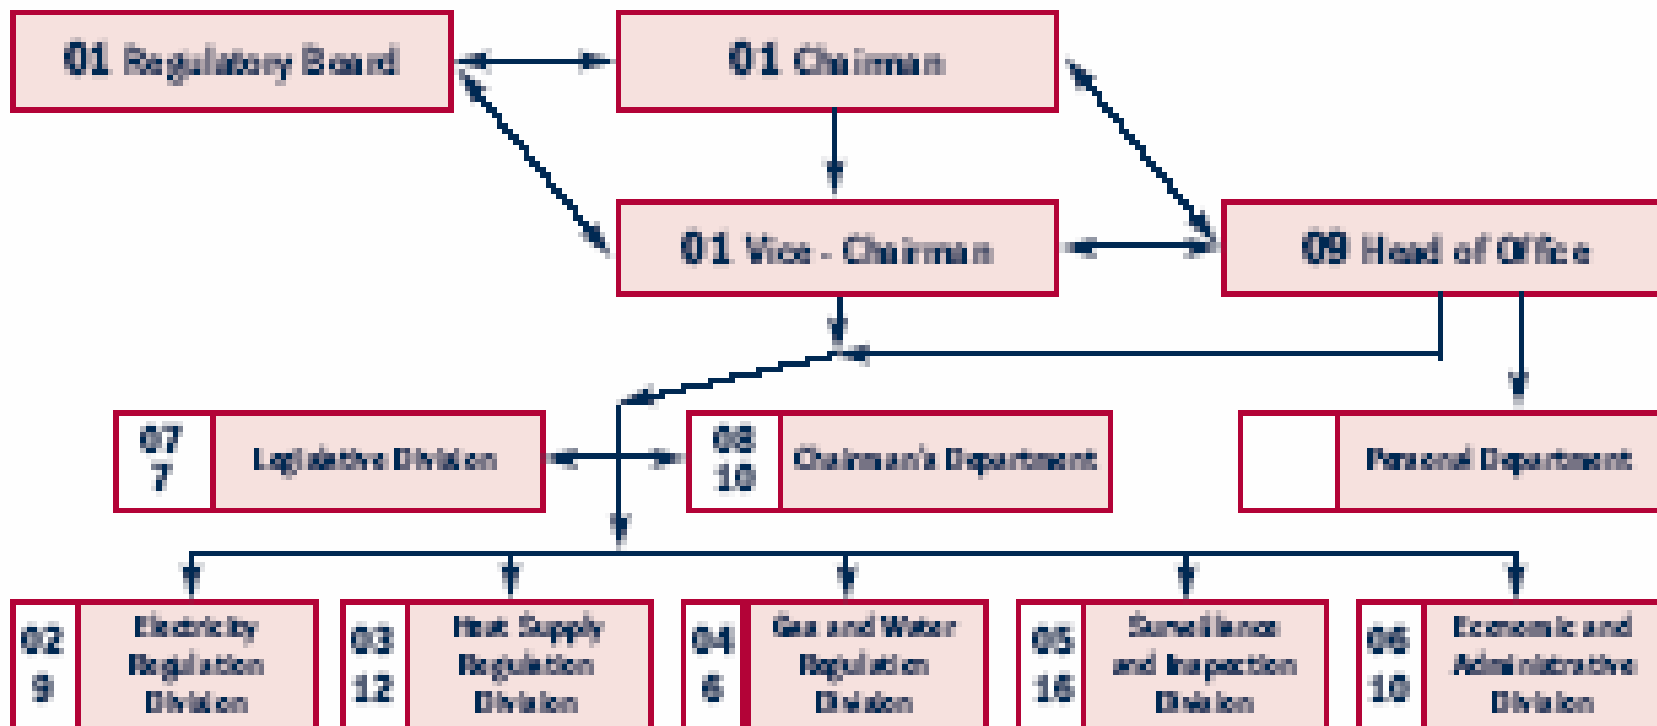 01 Regulatory Board
01 Chairman
01 Vice - Chairman
09 Head of Office
07
7
Legislative Division
08
10
Chairman's Department
Personal Department
02
9
Electricity
Regulation
Division
03
12
Heat Supply
Regulation
Division
04
6
Gas and Water
Regulation
Division
05
16
Surveillance
and Inspection
Division
06
10
Economic and
Administrative
Division